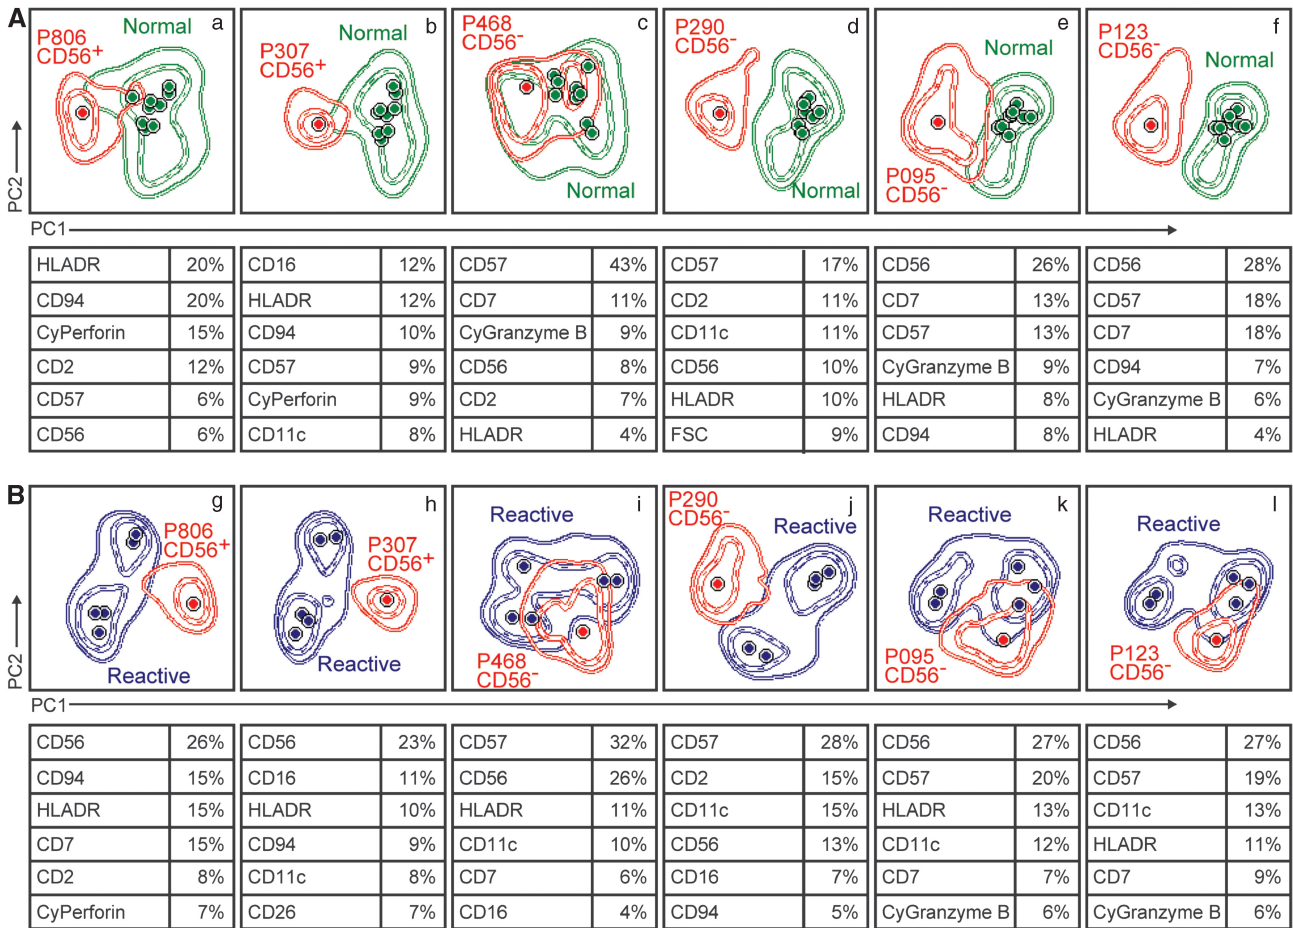 A
P806
CD56+
Normal
a
P307
CD56+
Normal
b
P468
CD56-
c
Normal
P290
CD56-
d
Normal
e
Normal
P095
CD56-
P123
CD56-
f
Normal
PC2
PC1
HLADR 20%
CD94 20%
CyPerforin 15%
CD2 12%
CD57 6%
CD56 6%
CD16 12%
HLADR 12%
CD94 10%
CD57 9%
CyPerforin 9%
CD11c 8%
CD57 43%
CD7 11%
CyGranzyme B 9%
CD56 8%
CD2 7%
HLADR 4%
CD57 17%
CD2 11%
CD11c 11%
CD56 10%
HLADR 10%
FSC 9%
CD56 26%
CD7 13%
CD57 13%
CyGranzyme B 9%
HLADR 8%
CD94 8%
CD56 28%
CD57 18%
CD7 18%
CD94 7%
CyGranzyme B 6%
HLADR 4%
B
g
P806
CD56+
Reactive
h
P307
CD56+
Reactive
Reactive
i
P468
CD56-
P290
CD56-
j
Reactive
Reactive
k
P095
CD56-
Reactive
l
P123
CD56-
PC2
PC1
CD56 26%
CD94 15%
HLADR 15%
CD7 15%
CD2 8%
CyPerforin 7%
CD56 23%
CD16 11%
HLADR 10%
CD94 9%
CD11c 8%
CD26 7%
CD57 32%
CD56 26%
HLADR 11%
CD11c 10%
CD7 6%
CD16 4%
CD57 28%
CD2 15%
CD11c 15%
CD56 13%
CD16 7%
CD94 5%
CD56 27%
CD57 20%
HLADR 13%
CD11c 12%
CD7 7%
CyGranzyme B 6%
CD56 27%
CD57 19%
CD11c 13%
HLADR 11%
CD7 9%
CyGranzyme B 6%